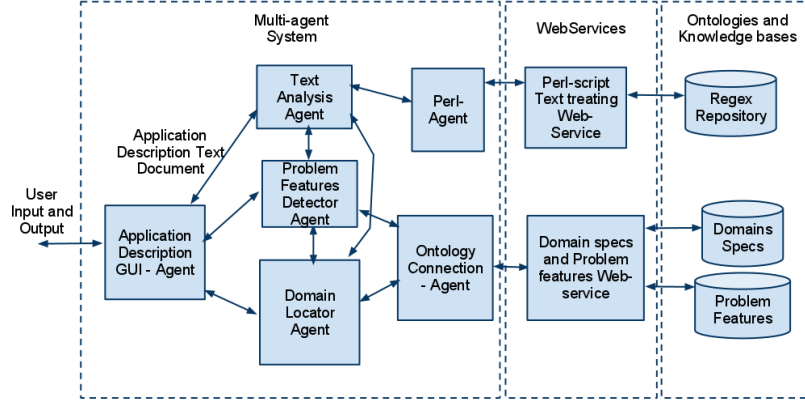 Multi-agent
System
WebServices
Ontologies and
Knowledge bases
Text
Analysis
Agent
Perl-
Agent
Perl-script
Text treating
Web-
Service
Regex
Repository
Application
Description Text
Document
Problem
Features
Detector
Agent
User
Input and
Output
Application
Description
GUI - Agent
Ontology
Connection
- Agent
Domain specs
and Problem
features Web-
service
Domains
Specs
Domain
Locator
Agent
Problem
Features